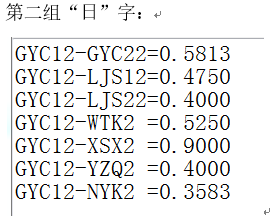 第二组“日”字：
GYC12-GYC22=0.5813
GYC12-LJS12=0.4750
GYC12-LJS22=0.4000
GYC12-WTK2 =0.5250
GYC12-XSX2 =0.9000
GYC12-YZQ2 =0.4000
GYC12-NYK2 =0.3583